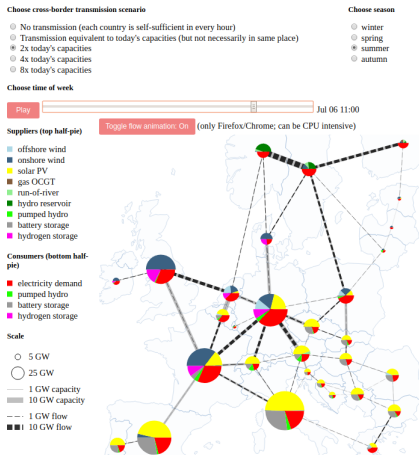 Choose cross-border transmission scenario
No transmission (each country is self-sufficient in every hour)
Transmission equivalent to today's capacities (but not necessarily in same place)
2x today's capacities
4x today's capacities
8x today's capacities
Choose season
winter
spring
summer
autumn
Choose time of week
Play
Jul 06 11:00
Toggle flow animation: On
(only Firefox/Chrome; can be CPU intensive)
Suppliers (top half-pie)
offshore wind
onshore wind
solar PV
gas OCGT
run-of-river
hydro reservoir
pumped hydro
battery storage
hydrogen storage
Consumers (bottom half-
pie)
electricity demand
pumped hydro
battery storage
hydrogen storage
Scale
5 GW
25 GW
1 GW capacity
10 GW capacity
1 GW flow
10 GW flow